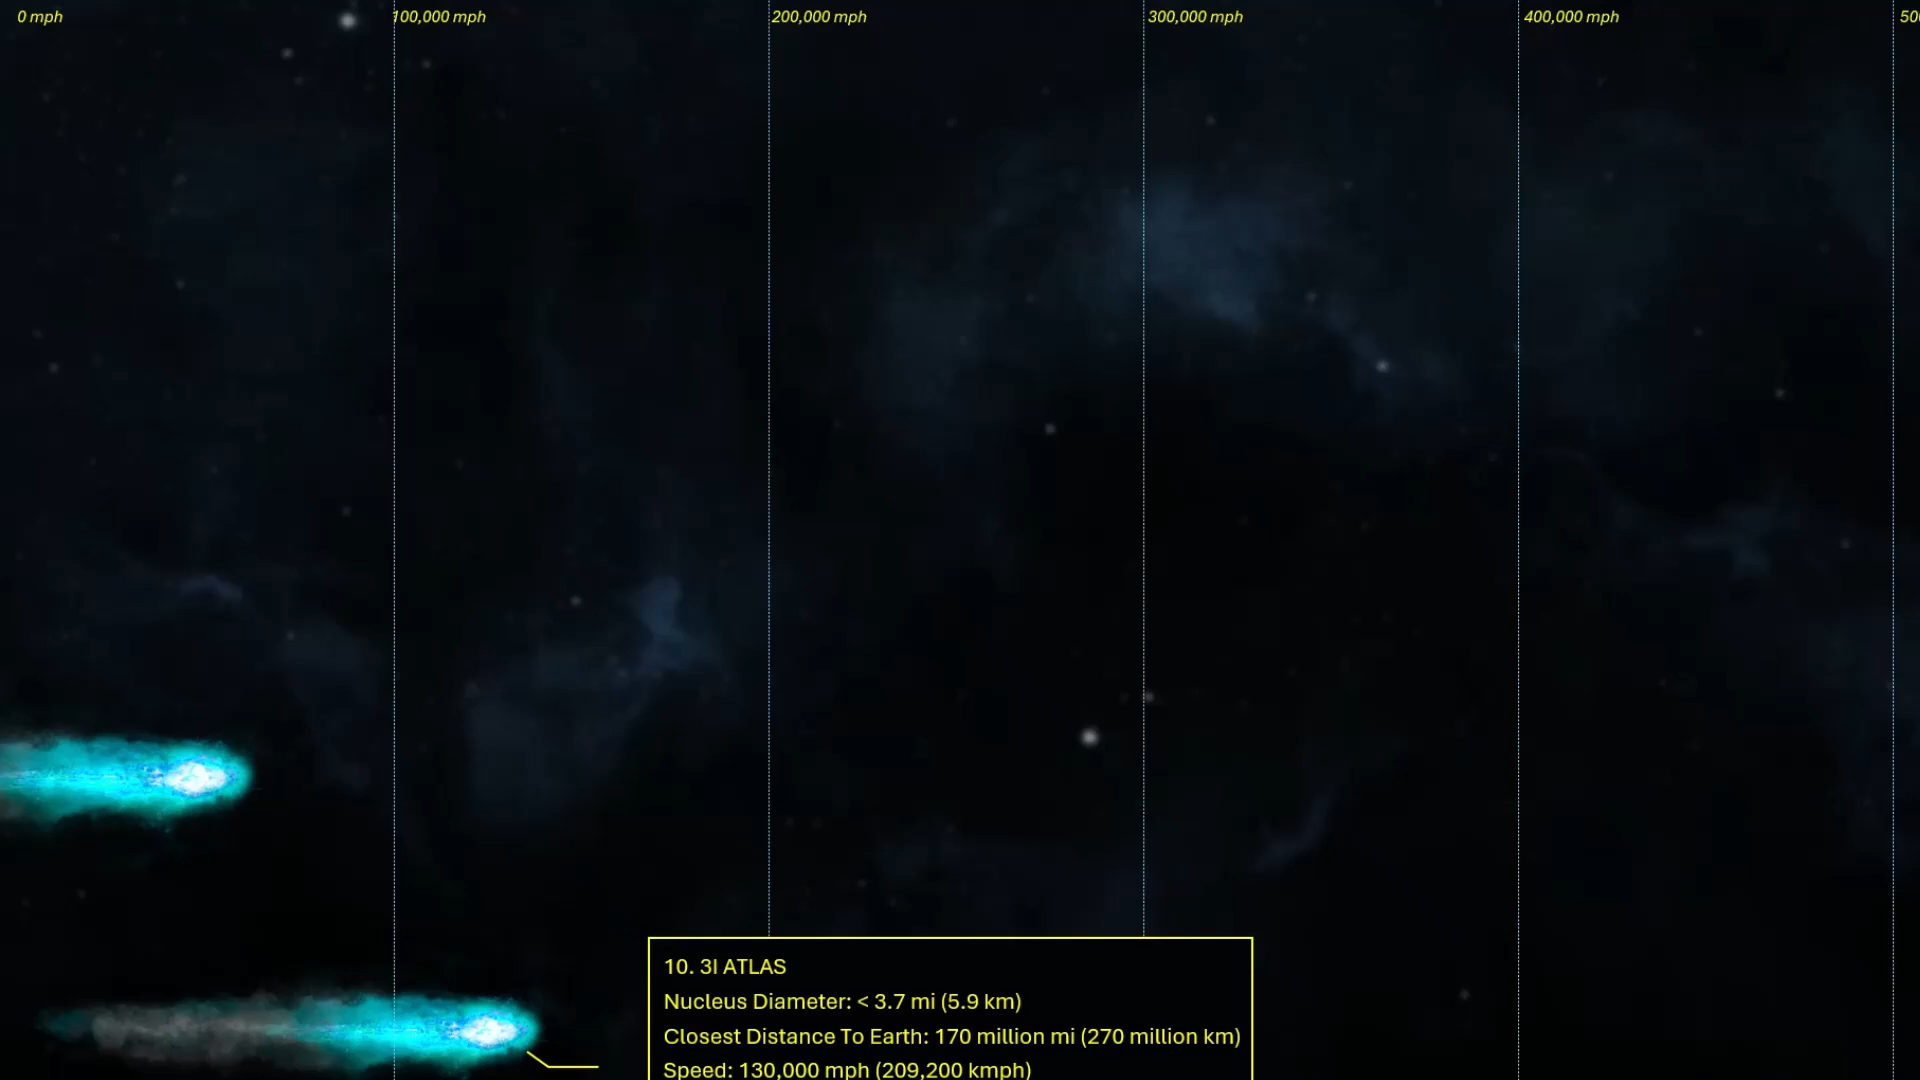 0 mph
100,000 mph
200,000 mph
300,000 mph
400,000 mph
10. 3I ATLAS
Nucleus Diameter: < 3.7 mi (5.9 km)
Closest Distance To Earth: 170 million mi (270 million km)
Speed: 130,000 mph (209,200 kmph)